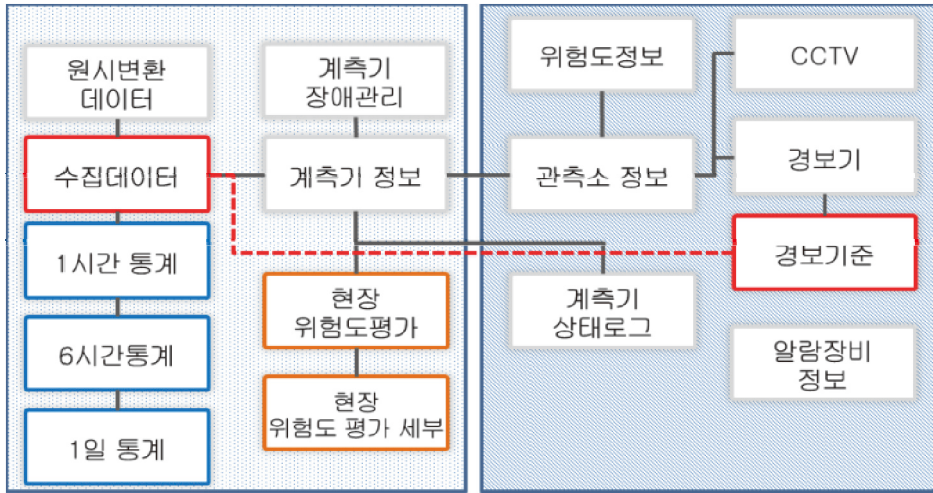 원시변환
데이터
계측기
장애관리
위험도정보
CCTV
수집데이터
계측기 정보
관측소 정보
경보기
1시간 통계
현장
위험도평가
계측기
상태로그
경보기준
6시간통계
현장
위험도 평가 세부
알람장비
정보
1일 통계